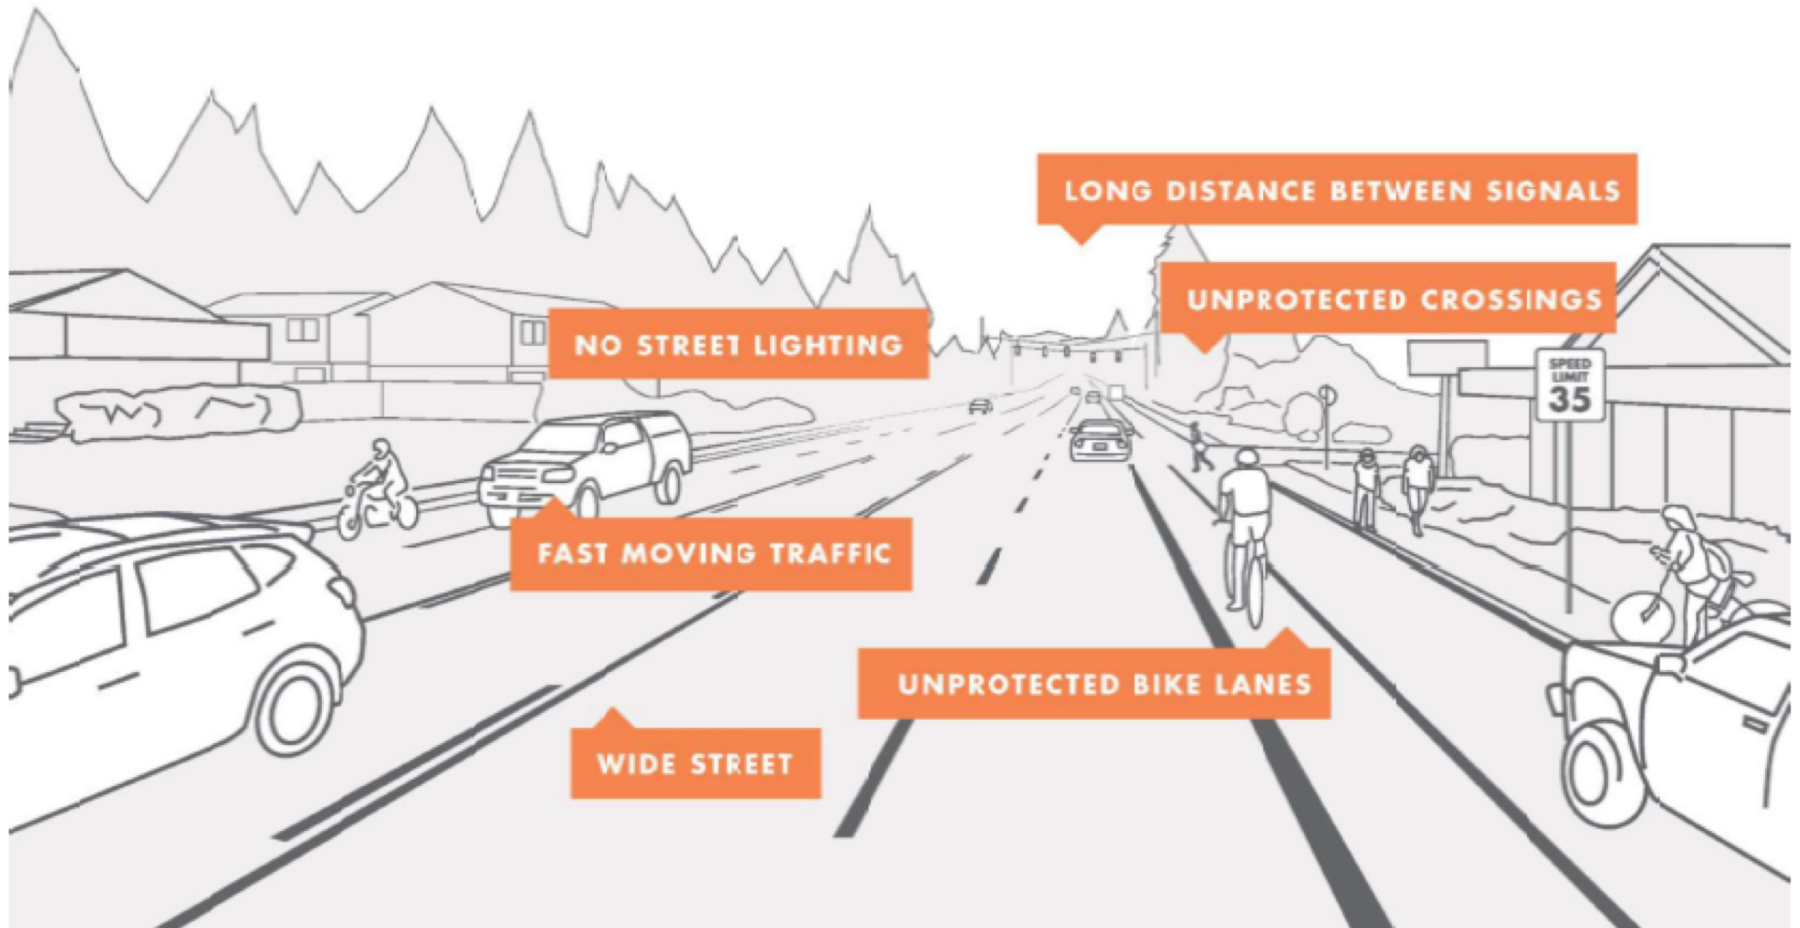 LONG DISTANCE BETWEEN SIGNALS
UNPROTECTED CROSSINGS
NO STREET LIGHTING
SPEED
LIMIT
35
FAST MOVING TRAFFIC
UNPROTECTED BIKE LANES
WIDE STREET